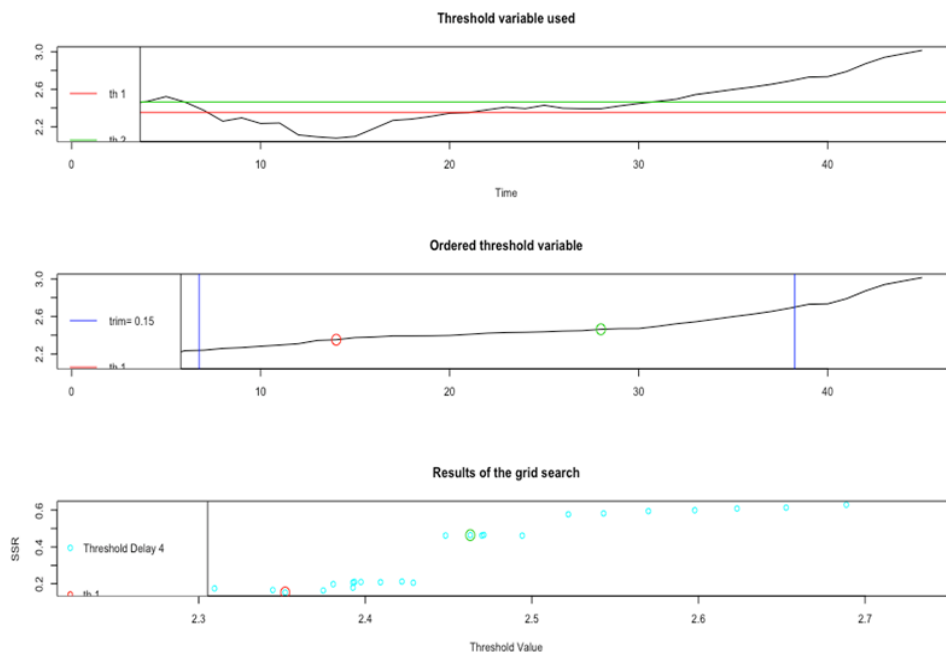 Threshold variable used
3.0
2.6
2.2
th 1
th 2
0 10 20 30 40
Time
Ordered threshold variable
3.0
2.6
2.2
trim= 0.15
th 1
0 10 20 30 40
Results of the grid search
SSR
0.6
0.4
0.2
Threshold Delay 4
th 1
2.3 2.4 2.5 2.6 2.7
Threshold Value